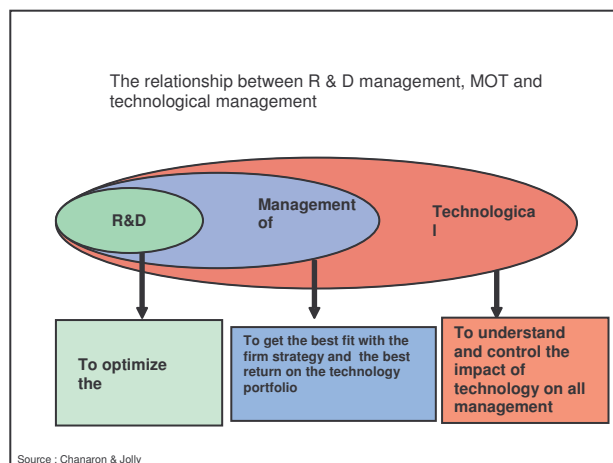 The relationship between R & D management, MOT and
technological management
R&D
Management
of
Technologica
l
To optimize
the
To get the best fit with the
firm strategy and  the best
return on the technology
portfolio
To understand
and control the
impact of
technology on all
management
Source : Chanaron & Jolly